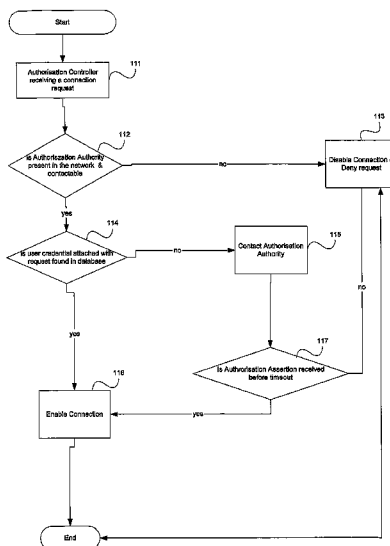 Start
111
Authorisation Controller
receiving a connection
request
112
Is Authorization Authority
present in the network &
contactable
no
113
Disable Connection
Deny request
yes
114
Is user credential attached with
request found in database
no
115
Contact Authorisation
Authority
no
yes
117
Is Authorisation Assertion received
before timeout
116
Enable Connection
yes
End